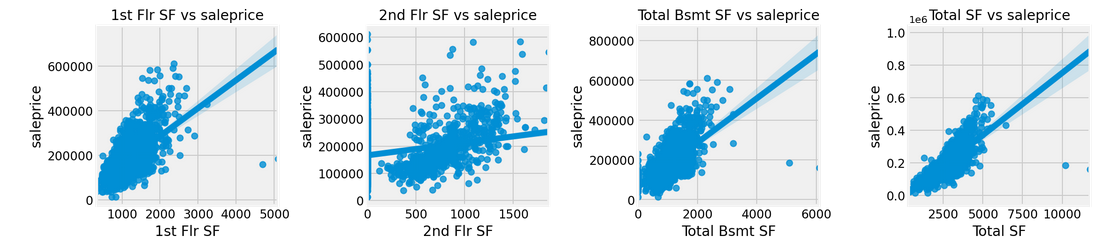 1st Flr SF vs saleprice
saleprice
600000
400000
200000
0
1000 2000 3000 4000 5000
1st Flr SF
2nd Flr SF vs saleprice
saleprice
600000
500000
400000
300000
200000
100000
0
0 500 1000 1500
2nd Flr SF
Total Bsmt SF vs saleprice
saleprice
800000
600000
400000
200000
0
0 2000 4000 6000
Total Bsmt SF
1e6 Total SF vs saleprice
saleprice
1.0
0.8
0.6
0.4
0.2
0.0
2500 5000 7500 10000
Total SF